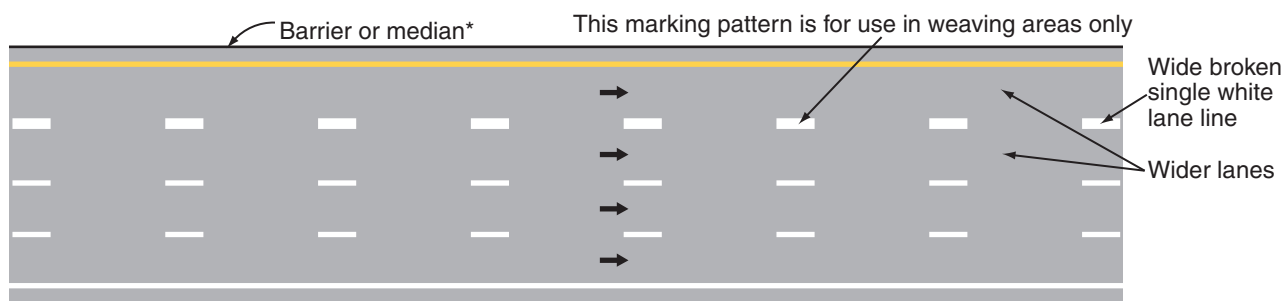 Barrier or median*
This marking pattern is for use in weaving areas only
Wide broken
single white
lane line
Wider lanes